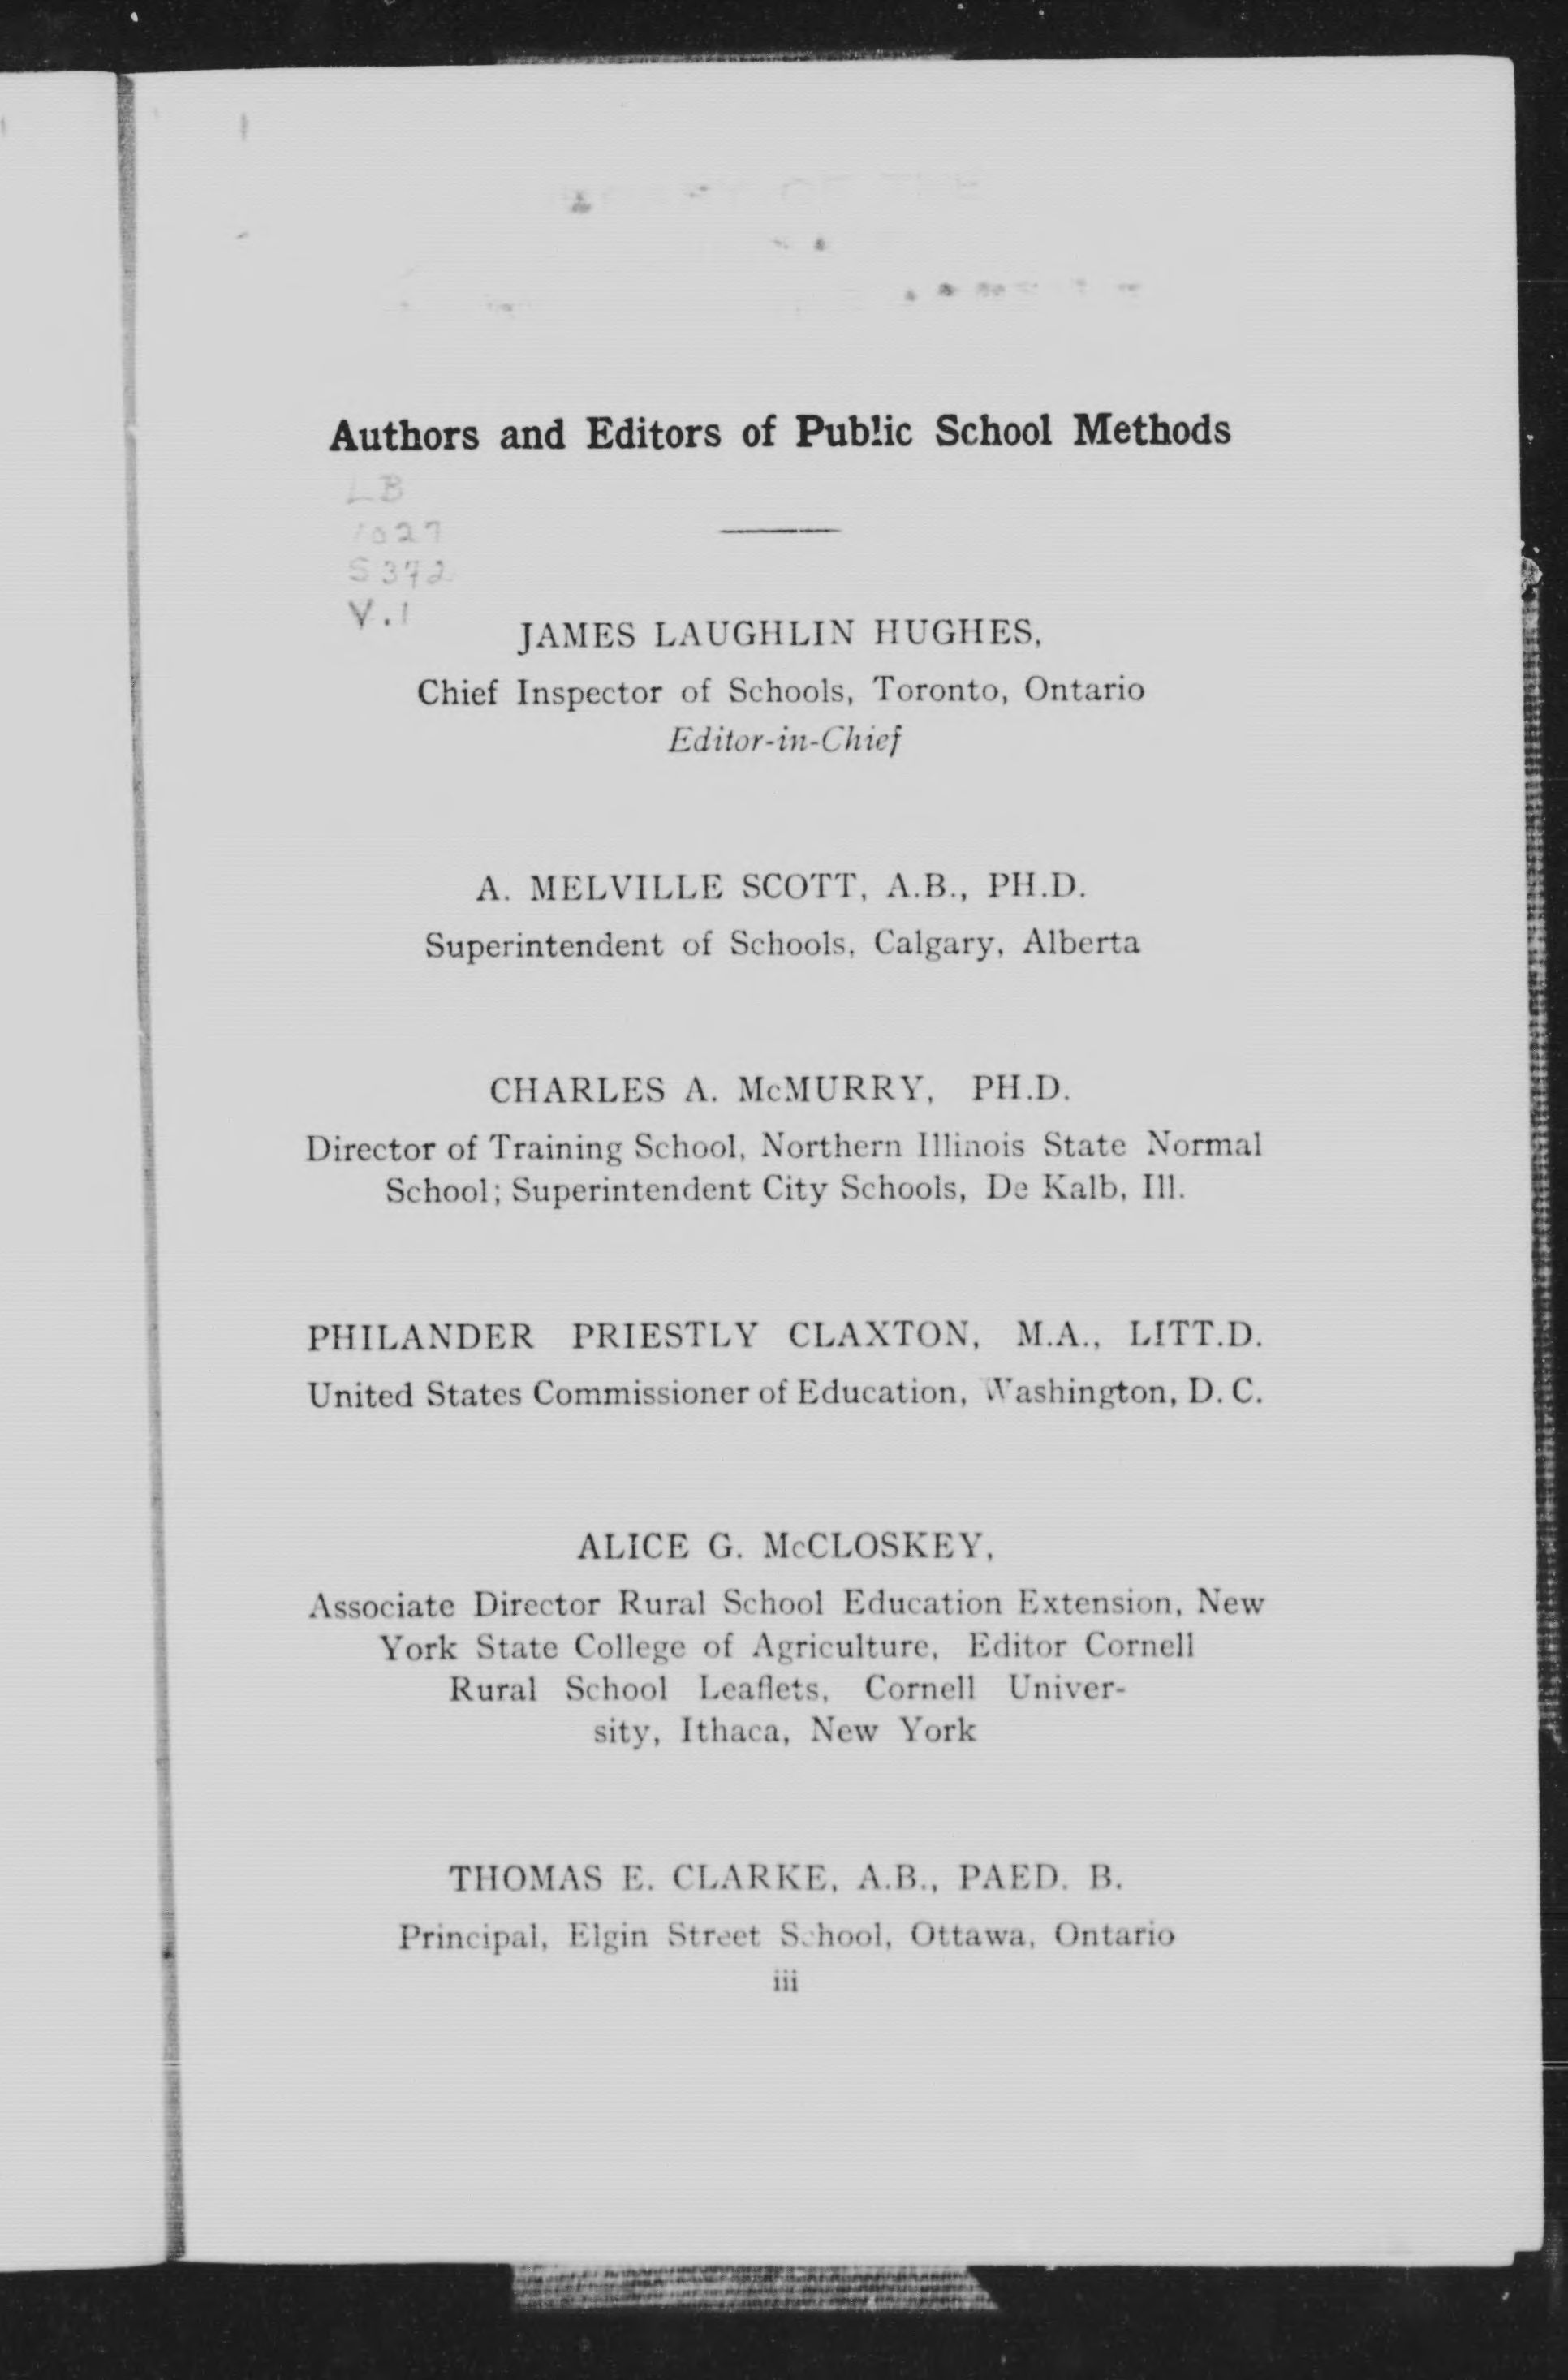 Authors and Editors of Public School Methods
LB
1027
S372
V.1
JAMES LAUGHLIN HUGHES,
Chief Inspector of Schools, Toronto, Ontario
Editor-in-Chief
A. MELVILLE SCOTT, A.B., PH.D.
Superintendent of Schools, Calgary, Alberta
CHARLES A. McMURRY, PH.D.
Director of Training School, Northern Illinois State Normal
School; Superintendent City Schools, De Kalb, Ill.
PHILANDER PRIESTLY CLAXTON, M.A., LITT.D.
United States Commissioner of Education, Washington, D. C.
ALICE G. McCLOSKEY,
Associate Director Rural School Education Extension, New
York State College of Agriculture, Editor Cornell
Rural School Leaflets, Cornell Univer-
sity, Ithaca, New York
THOMAS E. CLARKE, A.B., PAED. B.
Principal, Elgin Street School, Ottawa, Ontario
iii